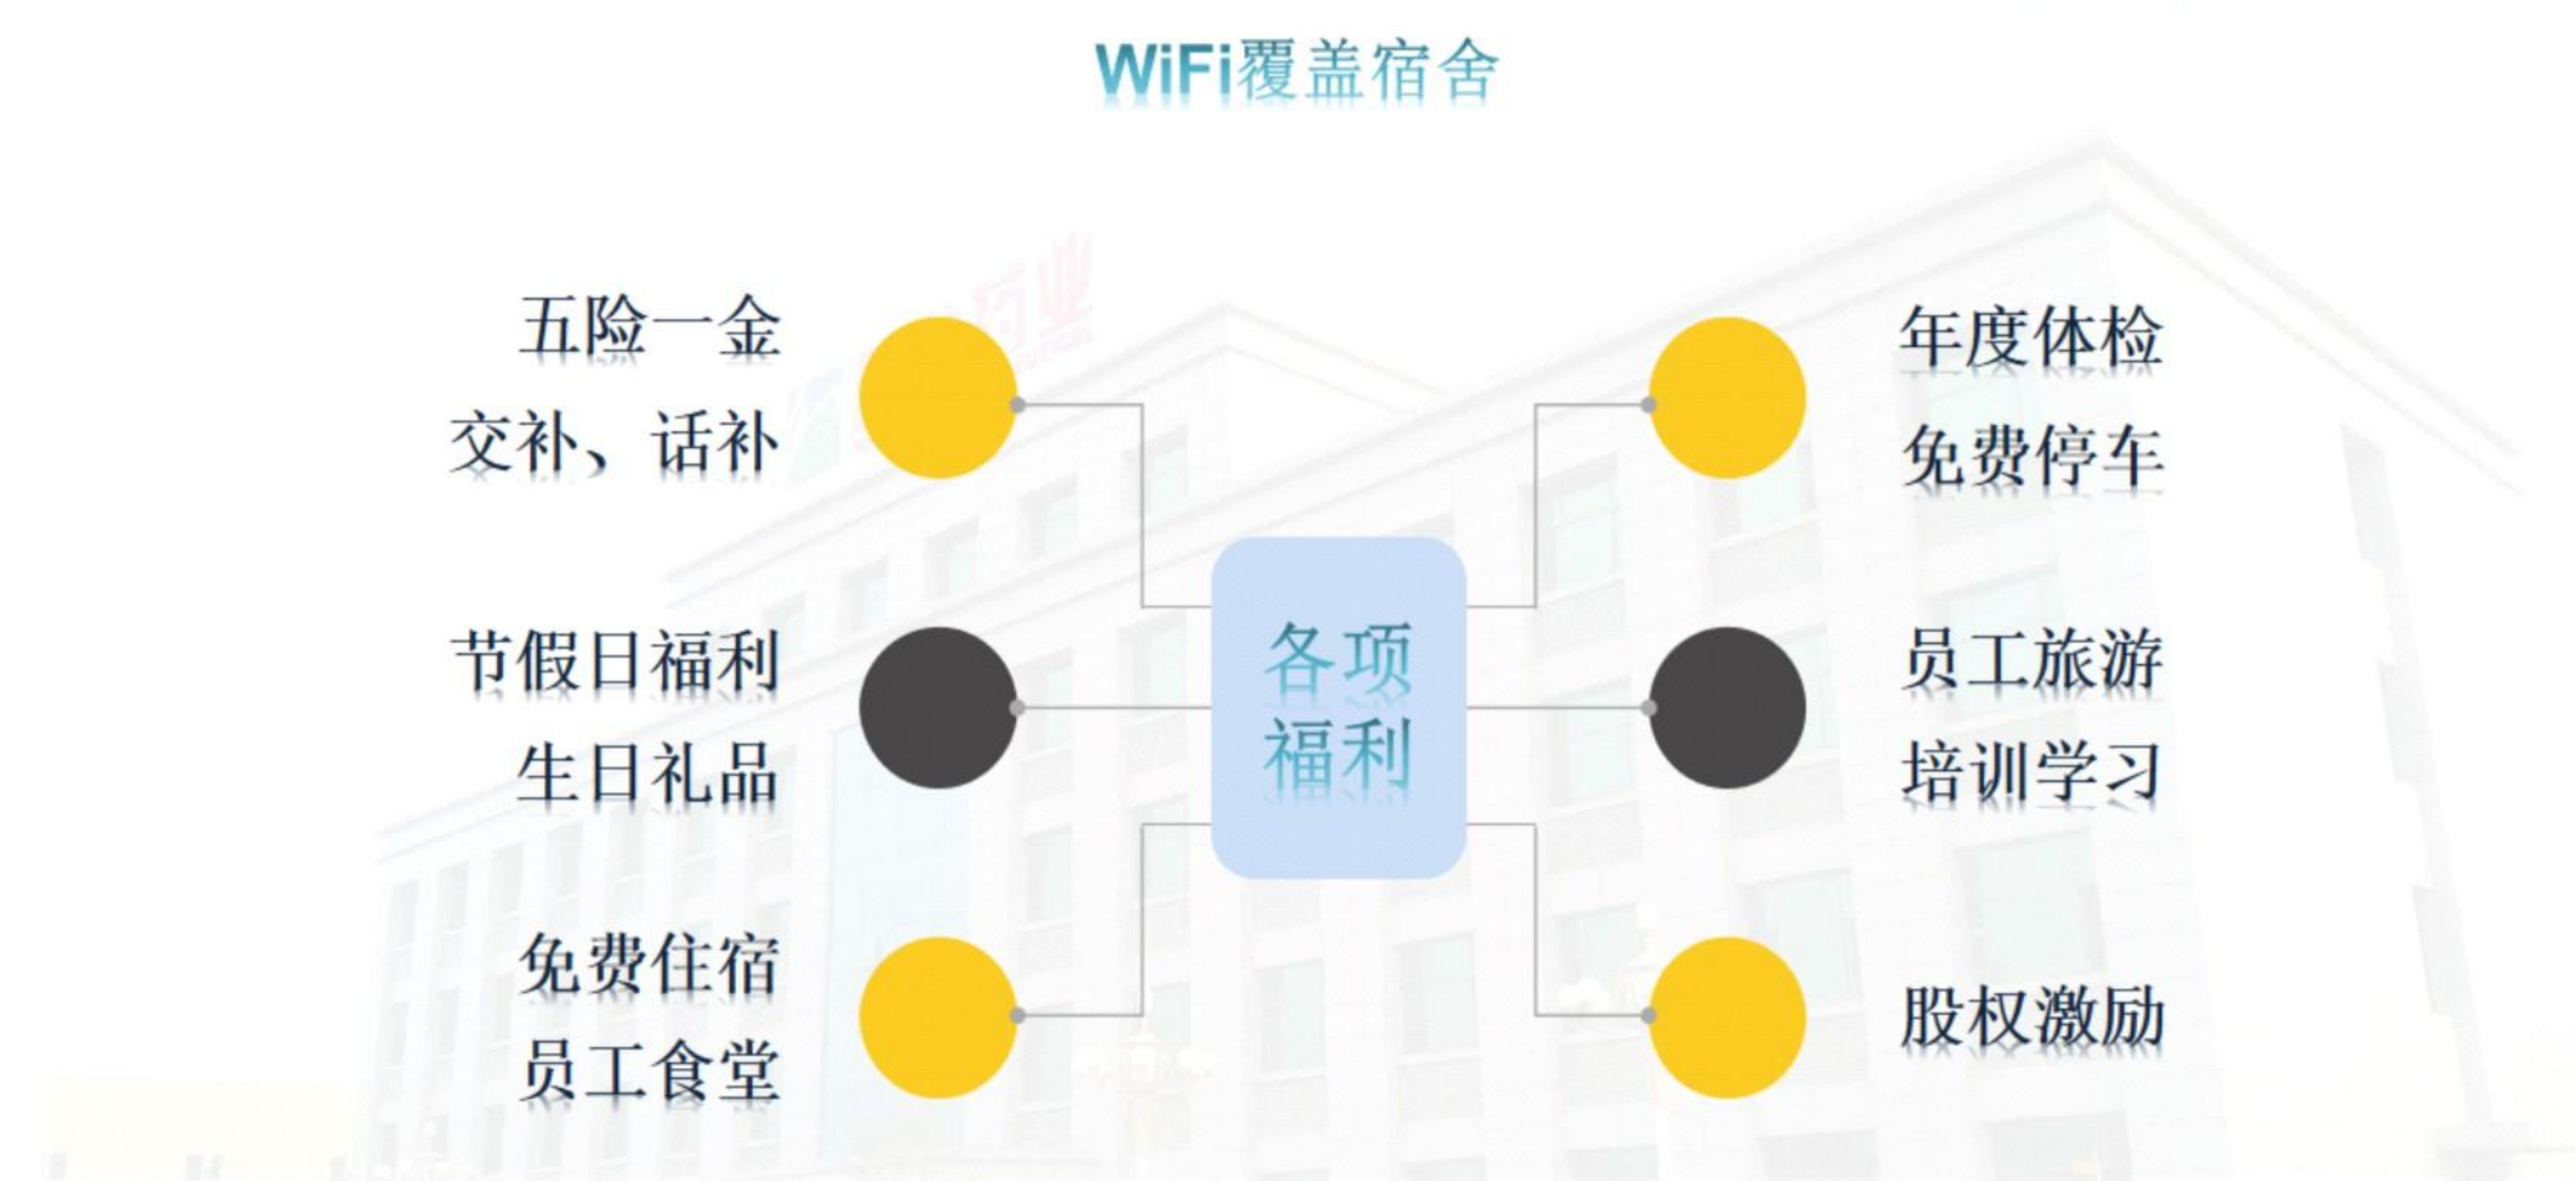 WiFi覆盖宿舍
五险一金
交补、话补
节假日福利
生日礼品
免费住宿
员工食堂
各项
福利
年度体检
免费停车
员工旅游
培训学习
股权激励
药业